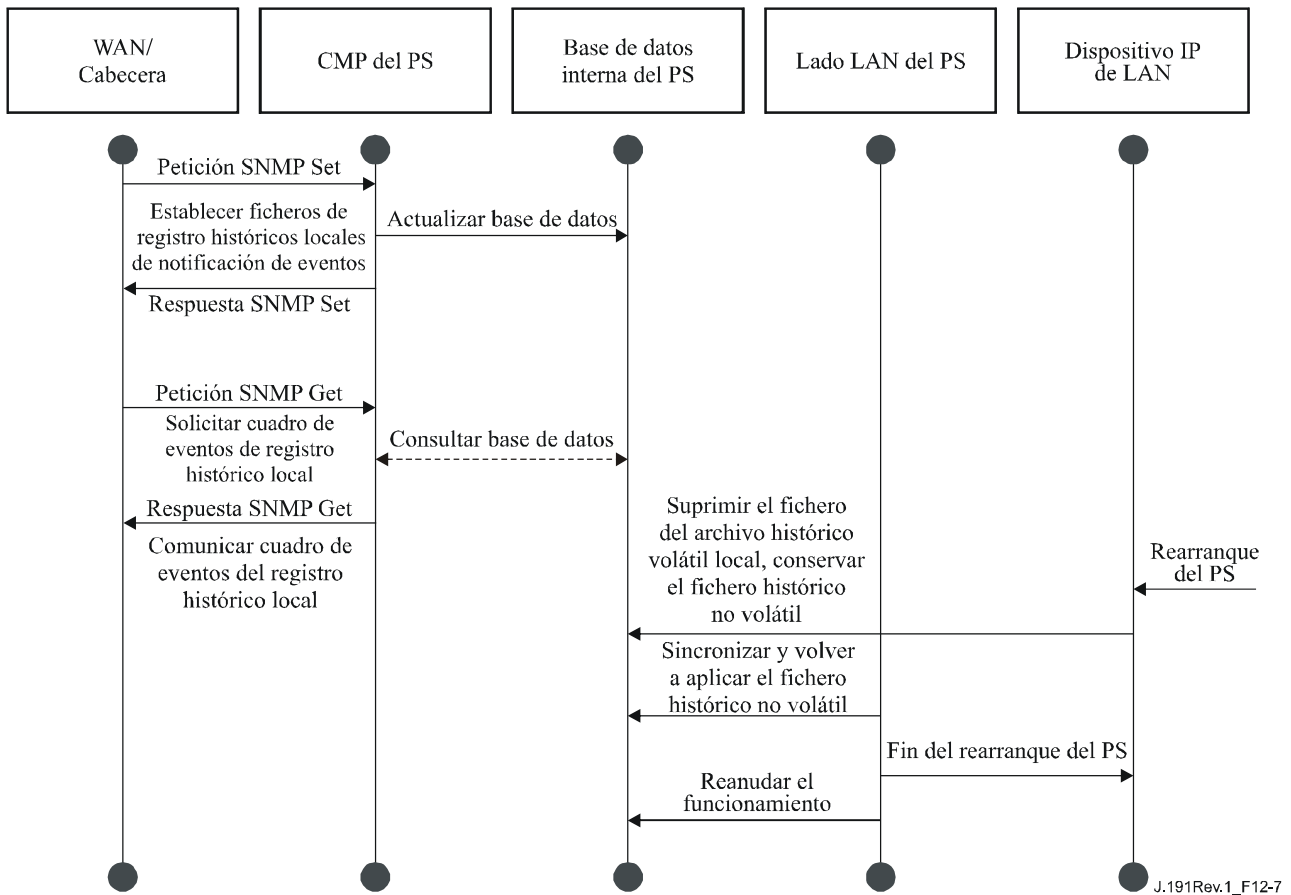 WAN/
Cabecera
CMP del PS
Base de datos
interna del PS
Lado LAN del PS
Dispositivo IP
de LAN
Petición SNMP Set
Establecer ficheros de
registro históricos locales
de notificación de eventos
Actualizar base de datos
Respuesta SNMP Set
Petición SNMP Get
Solicitar cuadro de
eventos de registro
histórico local
Consultar base de datos
Respuesta SNMP Get
Comunicar cuadro de
eventos del registro
histórico local
Suprimir el fichero
del archivo histórico
volátil local, conservar
el fichero histórico
no volátil
Rearranque
del PS
Sincronizar y volver
a aplicar el fichero
histórico no volátil
Fin del rearranque del PS
Reanudar el
funcionamiento
J.191Rev.1_F12-7